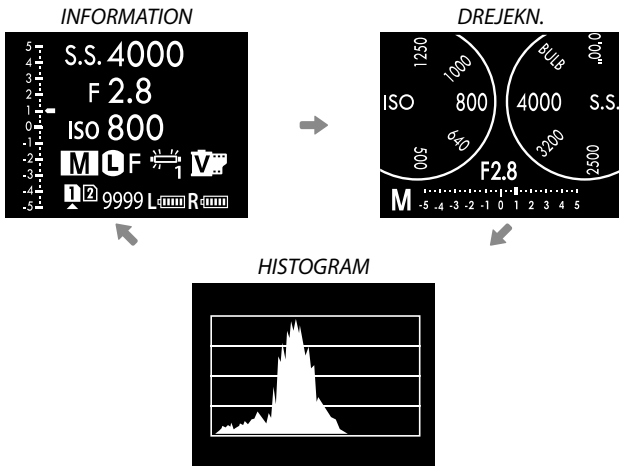 INFORMATION
5
4
3
2
1
0
-1
-2
-3
-4
-5
S.S. 4000
F 2.8
ISO 800
M L F 1 V
1 2 9999 L R
DREJEKN.
1250
1000
ISO 800
640
500
BULB
4000 S.S.
3200
2500
F2.8
M -5 -4 -3 -2 -1 0 1 2 3 4 5
HISTOGRAM